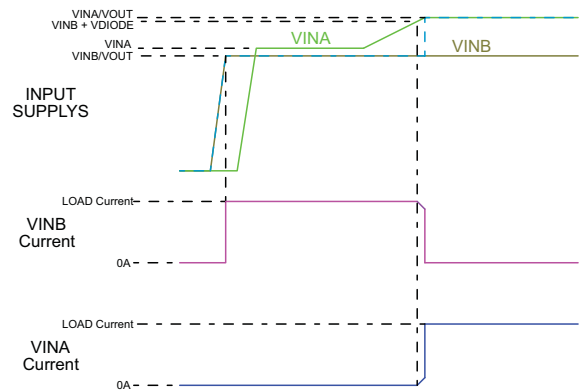 VINA/VOUT
VINB + VDIODE
VINA
VINB/VOUT
VINA
VINB
INPUT
SUPPLYS
LOAD Current
VINB
Current
0A
LOAD Current
VINA
Current
0A